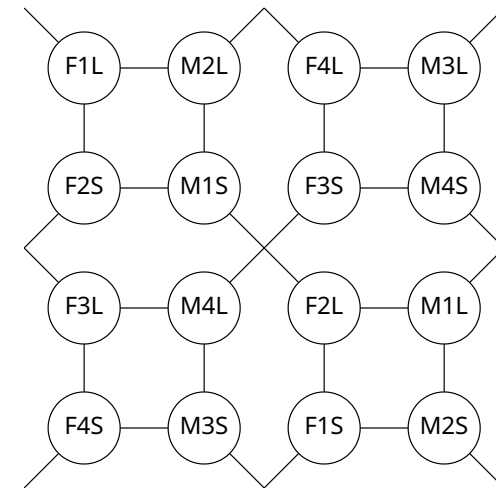 F1L M2L F4L M3L
F2S M1S F3S M4S
F3L M4L F2L M1L
F4S M3S F1S M2S